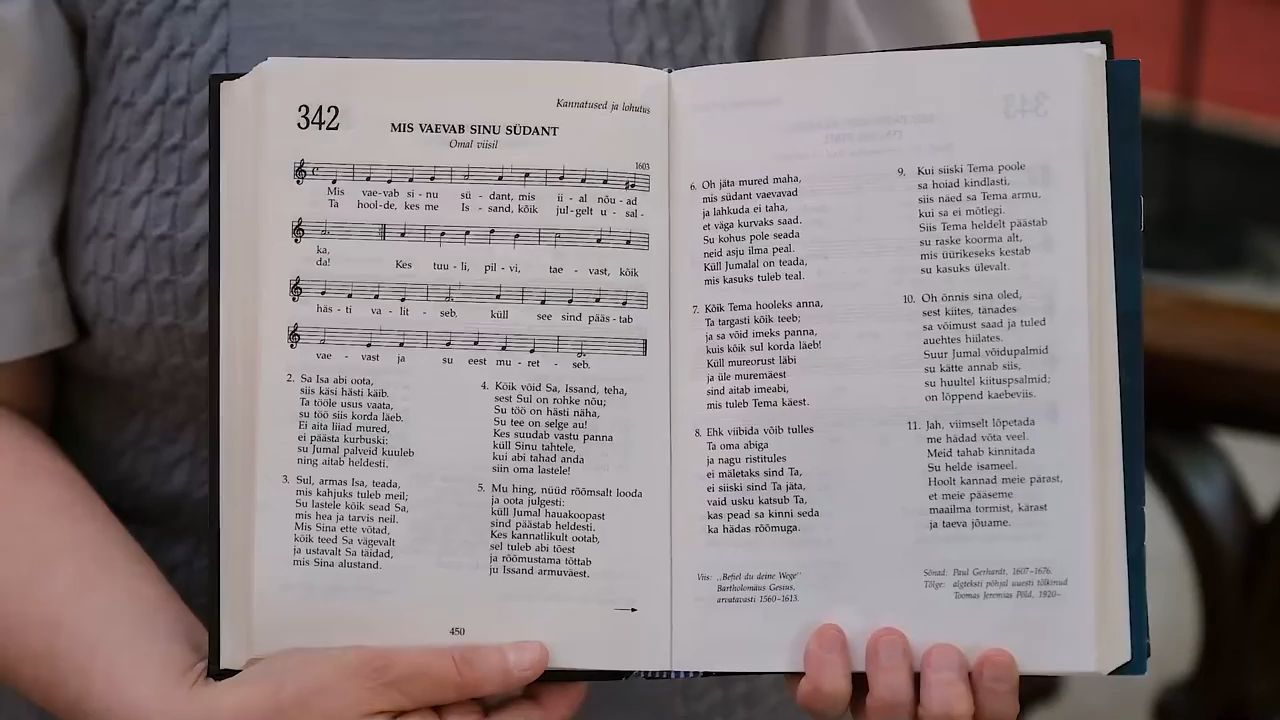 342
Kannatused ja lohutus
MIS VAEVAB SINU SÜDANT
Omal viisil
1603
Mis vae-vab si - nu sü - dant, mis ii - al nõu - ad
Ta hool-de, kes me Is - sand, kõik jul-gelt u - sal -
ka,
da! Kes tuu - li, pil - vi, tae - vast, kõik
häs - ti va - lit - seb, küll see sind pääs - tab
vae - vast ja su eest mu - ret - seb.
2. Sa Isa abi oota,
siis käsi hästi käib.
Ta tööle usus vaata,
su töö siis korda läeb.
Ei aita liiad mured,
ei päästa kurbuski:
su Jumal palveid kuuleb
ning aitab heldesti.
3. Sul, armas Isa, teada,
mis kahjuks tuleb meil;
Su lastele kõik sead Sa,
mis hea ja tarvis neil.
Mis Sina ette võtad,
kõik teed Sa vägevalt
ja ustavalt Sa täidad,
mis Sina alustand.
4. Kõik võid Sa, Issand, teha,
sest Sul on rohke nõu;
Su töö on hästi näha,
Su tee on selge au!
Kes suudab vastu panna
küll Sinu tahtele,
kui abi tahad anda
siin oma lastele!
5. Mu hing, nüüd rõõmsalt looda
ja oota julgesti:
küll Jumal hauakoopast
sind päästab heldesti.
Kes kannatlikult ootab,
sel tuleb abi tõest
ja rõõmustama tõttab
ju Issand armuväest.
450
6. Oh jäta mured maha,
mis südant vaevavad
ja lahkuda ei taha,
et väga kurvaks saad.
Su kohus pole seada
neid asju ilma peal.
Küll Jumalal on teada,
mis kasuks tuleb teal.
7. Kõik Tema hooleks anna,
Ta targasti kõik teeb;
ja sa võid imeks panna,
kuis kõik sul korda läeb!
Küll mureorust läbi
ja üle muremäest
sind aitab imeabi,
mis tuleb Tema käest.
8. Ehk viibida võib tulles
Ta oma abiga
ja nagu ristitules
ei mäletaks sind Ta,
ei siiski sind Ta jäta,
vaid usku katsub Ta,
kas pead sa kinni seda
ka hädas rõõmuga.
Viis: „Befiel du deine Wege"
Bartholomäus Gesius,
arvatavasti 1560–1613.
9. Kui siiski Tema poole
sa hoiad kindlasti,
siis näed sa Tema armu,
kui sa ei mõtlegi.
Siis Tema heldelt päästab
su raske koorma alt,
mis üürikeseks kestab
su kasuks ülevalt.
10. Oh õnnis sina oled,
sest kiites, tänades
sa võimust saad ja tuled
auehtes hiilates.
Suur Jumal võidupalmid
su kätte annab siis,
su huultel kiituspsalmid;
on lõppend kaebeviis.
11. Jah, viimselt lõpetada
me hädad võta veel.
Meid tahab kinnitada
Su helde isameel.
Hoolt kannad meie pärast,
et meie pääseme
maailma tormist, kärast
ja taeva jõuame.
Sõnad: Paul Gerhardt, 1607–1676.
Tõlge: algteksti põhjal uuesti tõlkinud
Toomas Jeremias Põld, 1920–